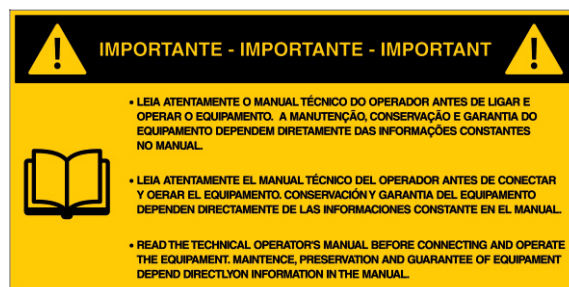 IMPORTANTE - IMPORTANTE - IMPORTANT
• LEIA ATENTAMENTE O MANUAL TÉCNICO DO OPERADOR ANTES DE LIGAR E
OPERAR O EQUIPAMENTO. A MANUTENÇÃO, CONSERVAÇÃO E GARANTIA DO
EQUIPAMENTO DEPENDEM DIRETAMENTE DAS INFORMAÇÕES CONSTANTES
NO MANUAL.
• LEIA ATENTAMENTE EL MANUAL TÉCNICO DEL OPERADOR ANTES DE CONECTAR
Y OERAR EL EQUIPAMENTO. CONSERVACIÓN Y GARANTIA DEL EQUIPAMENTO
DEPENDEN DIRECTAMENTE DE LAS INFORMACIONES CONSTANTE EN EL MANUAL.
• READ THE TECHNICAL OPERATOR'S MANUAL BEFORE CONNECTING AND OPERATE
THE EQUIPAMENT. MAINTENCE, PRESERVATION AND GUARANTEE OF EQUIPAMENT
DEPEND DIRECTLYON INFORMATION IN THE MANUAL.